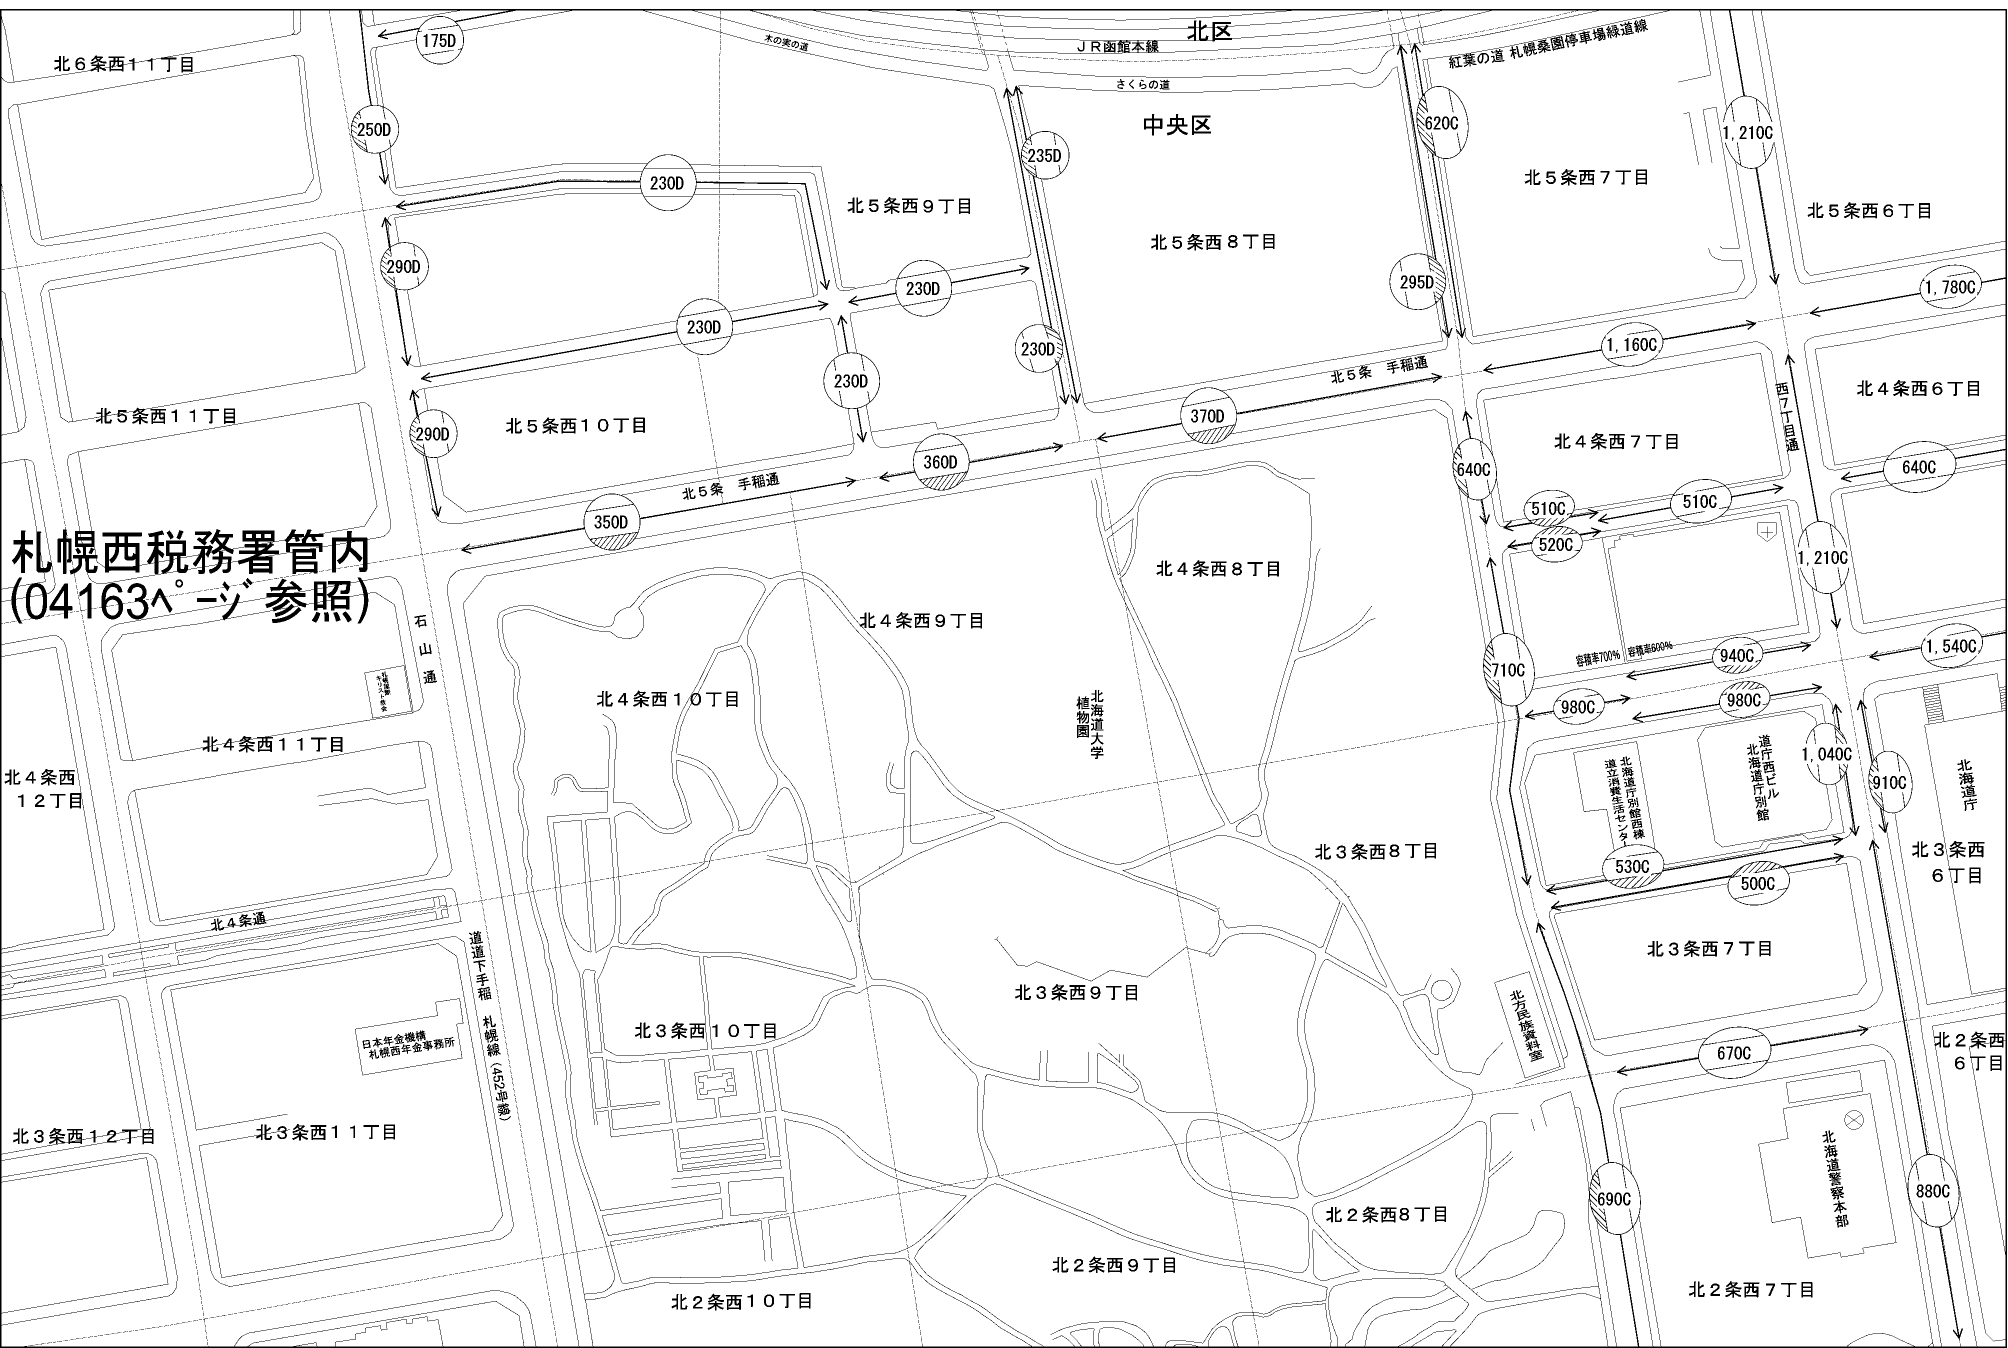 北区
ＪＲ函館本線
木の実の道
さくらの道
紅葉の道 札幌桑園停車場緑道線
175D
北６条西１１丁目
250D
620C
1,210C
中央区
235D
230D
北５条西７丁目
北５条西９丁目
北５条西６丁目
北５条西８丁目
290D
230D
295D
1,780C
230D
230D
1,160C
230D
北５条 手稲通
北４条西６丁目
西７丁目通
370D
北５条西１１丁目
290D
北５条西１０丁目
北４条西７丁目
360D
640C
640C
北５条 手稲通
350D
510C
510C
520C
1,210C
札幌西税務署管内
(04163ﾍﾟｰｼﾞ参照)
北４条西８丁目
石山通
北４条西９丁目
容積率700%
容積率600%
940C
1,540C
710C
札幌国際
キリスト教会
北４条西１０丁目
北海道大学
植物園
980C
980C
北４条西１１丁目
1,040C
910C
北４条西
１２丁目
北海道庁別館西棟
道立消費生活センター
道庁西ビル
北海道庁別館
北海道庁
北３条西８丁目
北３条西
６丁目
530C
500C
北４条通
道道下手稲 札幌線（452号線）
北３条西７丁目
北３条西９丁目
北方民族資料室
北３条西１０丁目
日本年金機構
札幌西年金事務所
670C
北２条西
６丁目
北３条西１２丁目
北３条西１１丁目
北海道警察本部
690C
880C
北２条西８丁目
北２条西９丁目
北２条西７丁目
北２条西１０丁目